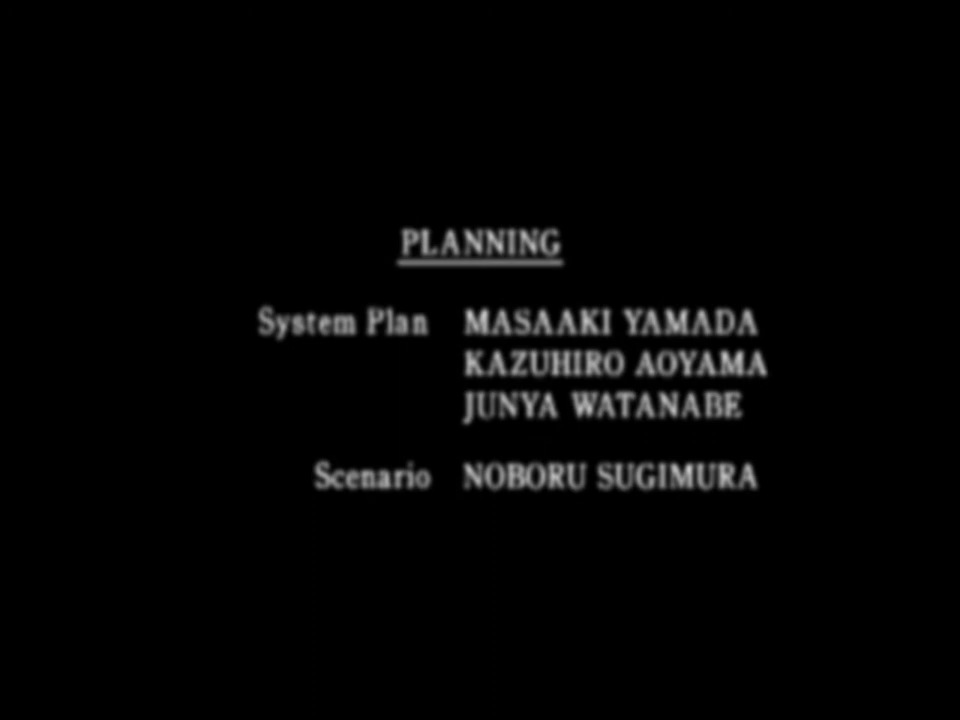 PLANNING
System Plan MASAAKI YAMADA
KAZUHIRO AOYAMA
JUNYA WATANABE
Scenario NOBORU SUGIMURA